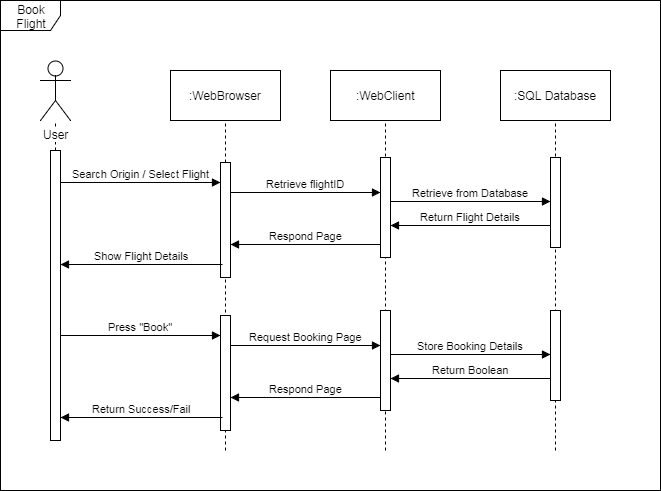 Book
Flight
:WebBrowser
:WebClient
:SQL Database
User
Search Origin / Select Flight
Retrieve flightID
Retrieve from Database
Return Flight Details
Respond Page
Show Flight Details
Press "Book"
Request Booking Page
Store Booking Details
Return Boolean
Respond Page
Return Success/Fail